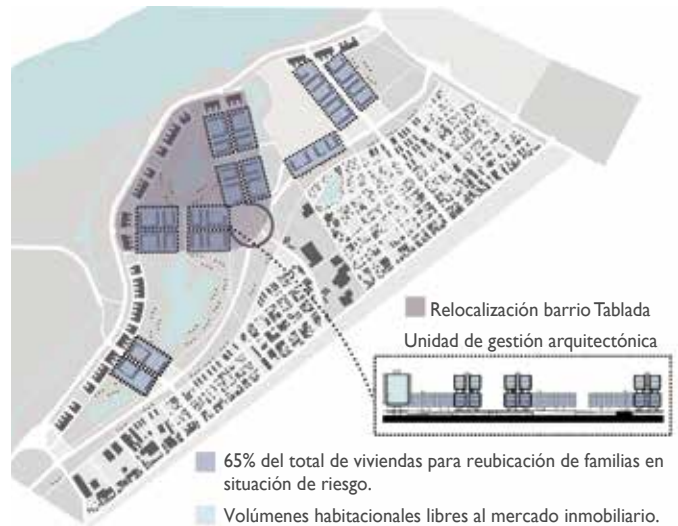 Relocalización barrio Tablada
Unidad de gestión arquitectónica
65% del total de viviendas para reubicación de familias en
situación de riesgo.
Volúmenes habitacionales libres al mercado inmobiliario.